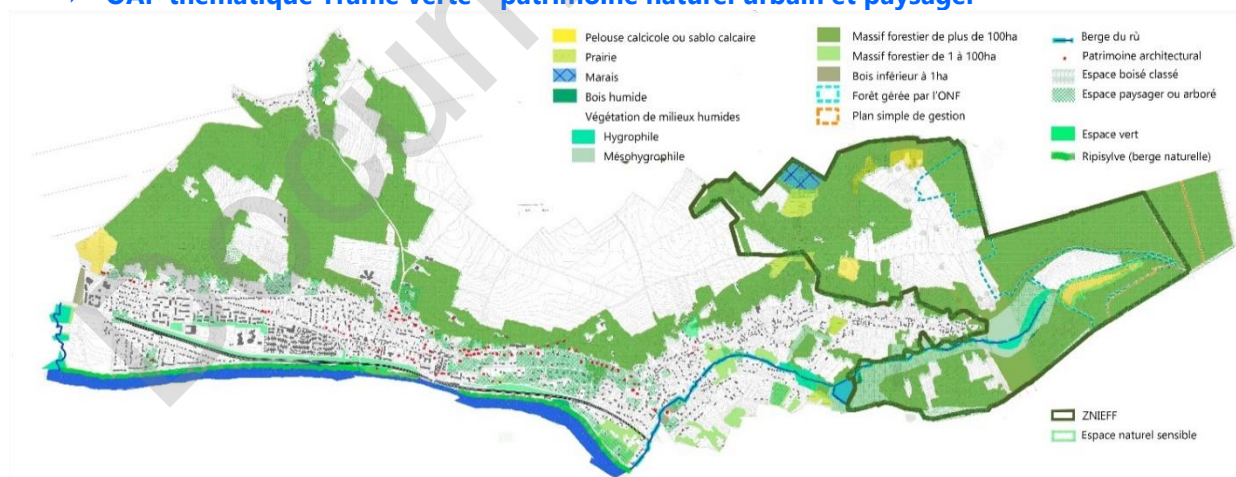 OAP thématique Trame verte – patrimoine naturel urbain et paysager
Pelouse calcicole ou sablo calcaire
Prairie
Marais
Bois humide
Végétation de milieux humides
Hygrophile
Mésohygrophile
Massif forestier de plus de 100ha
Massif forestier de 1 à 100ha
Bois inférieur à 1ha
Forêt gérée par l'ONF
Plan simple de gestion
Berge du rû
Patrimoine architectural
Espace boisé classé
Espace paysager ou arboré
Espace vert
Ripisylve (berge naturelle)
ZNIEFF
Espace naturel sensible